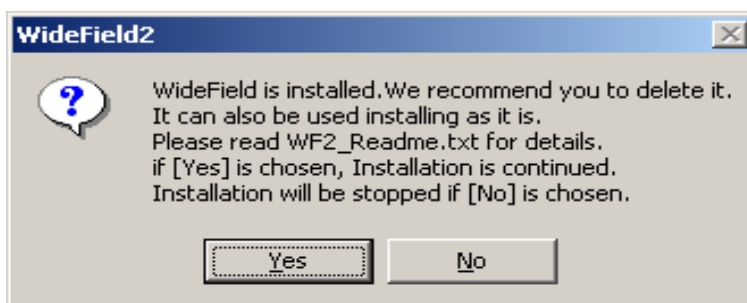 WideField2
WideField is installed.We recommend you to delete it.
It can also be used installing as it is.
Please read WF2_Readme.txt for details.
if [Yes] is chosen, Installation is continued.
Installation will be stopped if [No] is chosen.
Yes
No